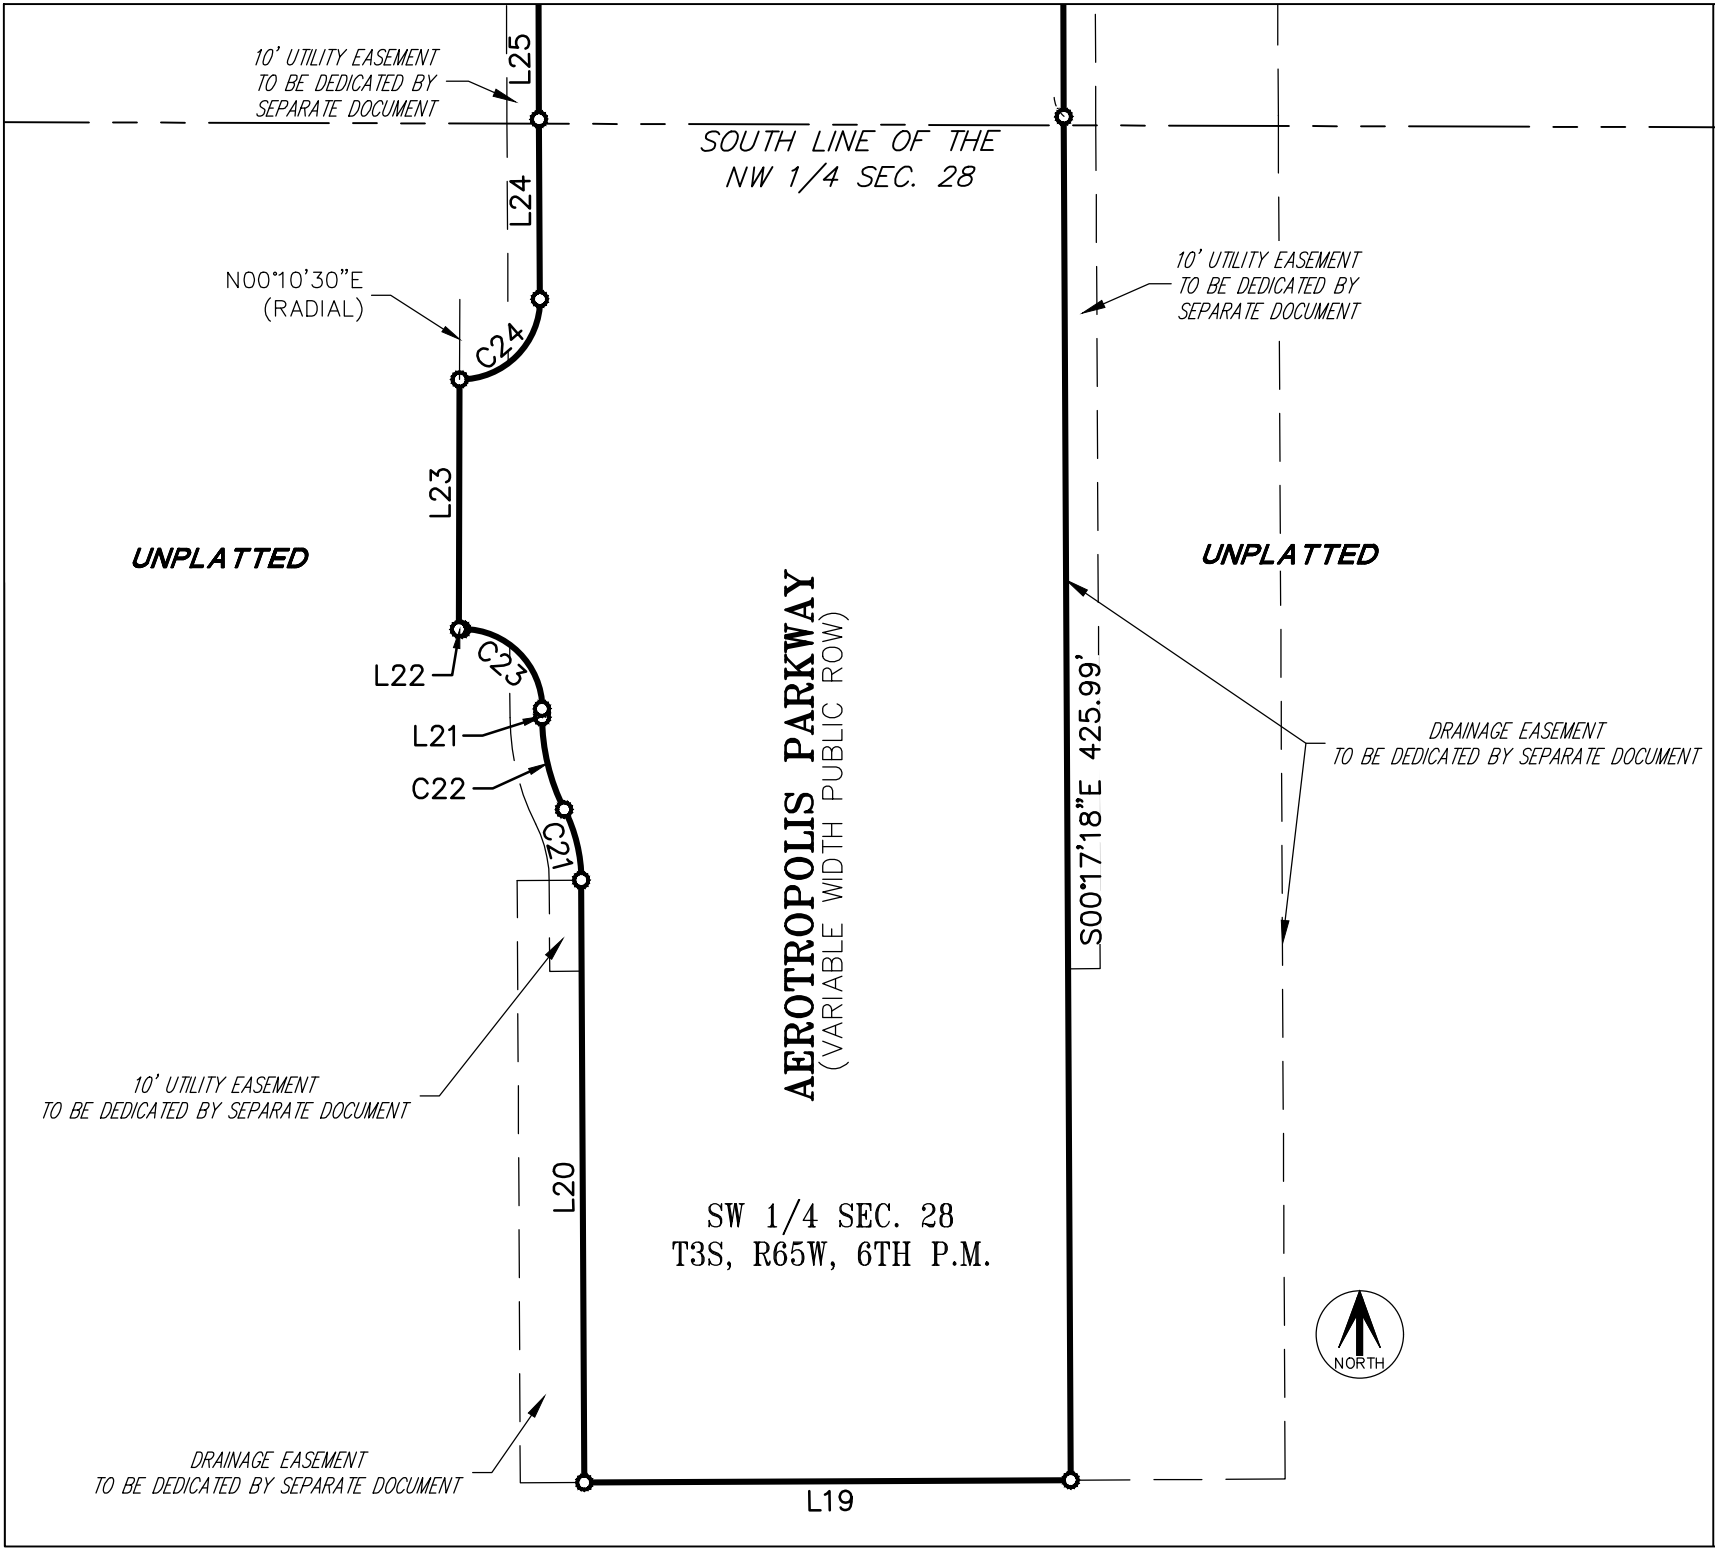 10' UTILITY EASEMENT
TO BE DEDICATED BY
SEPARATE DOCUMENT
L25
SOUTH LINE OF THE
NW 1/4 SEC. 28
L24
N00°10'30"E
(RADIAL)
C24
10' UTILITY EASEMENT
TO BE DEDICATED BY
SEPARATE DOCUMENT
L23
UNPLATTED
UNPLATTED
L22
C23
L21
C22
C21
AEROTROPOLIS PARKWAY
(VARIABLE WIDTH PUBLIC ROW)
S00°17'18"E 425.99'
DRAINAGE EASEMENT
TO BE DEDICATED BY SEPARATE DOCUMENT
10' UTILITY EASEMENT
TO BE DEDICATED BY SEPARATE DOCUMENT
L20
SW 1/4 SEC. 28
T3S, R65W, 6TH P.M.
NORTH
DRAINAGE EASEMENT
TO BE DEDICATED BY SEPARATE DOCUMENT
L19